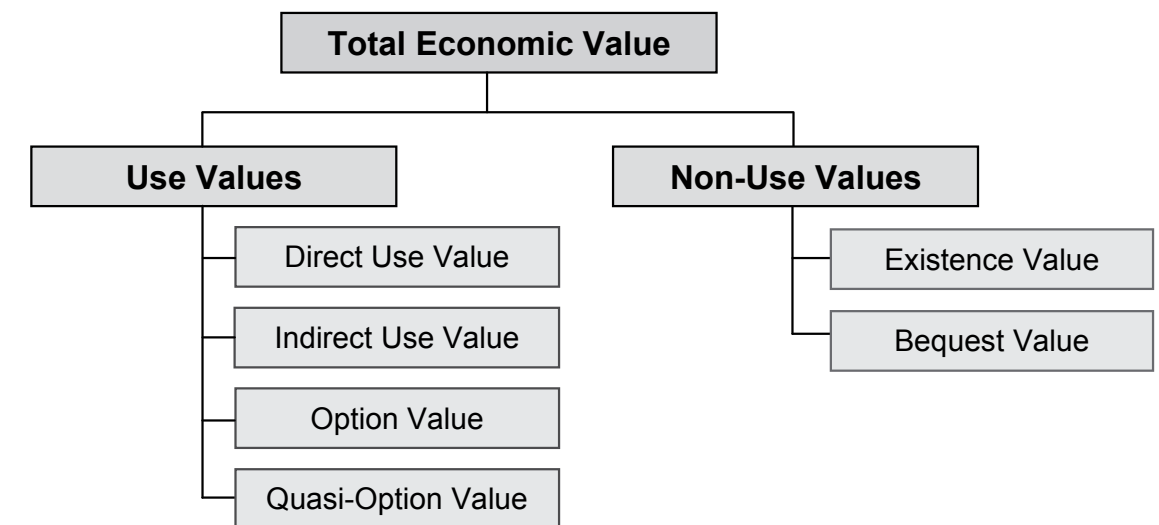 Total Economic Value
Use Values
Non-Use Values
Direct Use Value
Existence Value
Indirect Use Value
Bequest Value
Option Value
Quasi-Option Value